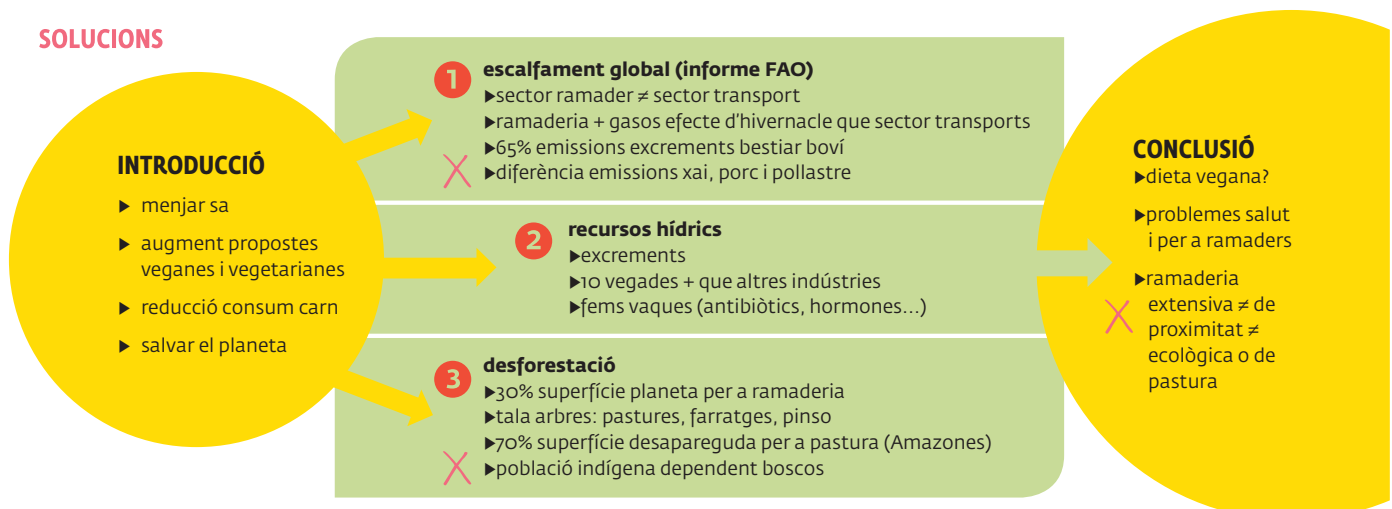 SOLUCIONS
INTRODUCCIÓ
▶ menjar sa
▶ augment propostes
veganes i vegetarianes
▶ reducció consum carn
▶ salvar el planeta
1 escalfament global (informe FAO)
▶sector ramader ≠ sector transport
▶ramaderia + gasos efecte d'hivernacle que sector transports
▶65% emissions excrements bestiar boví
▶diferència emissions xai, porc i pollastre
2 recursos hídrics
▶excrements
▶10 vegades + que altres indústries
▶fems vaques (antibiòtics, hormones...)
3 desforestació
▶30% superfície planeta per a ramaderia
▶tala arbres: pastures, farratges, pinso
▶70% superfície desapareguda per a pastura (Amazones)
▶població indígena dependent boscos
CONCLUSIÓ
▶dieta vegana?
▶problemes salut
i per a ramaders
▶ramaderia
extensiva ≠ de
proximitat ≠
ecològica o de
pastura